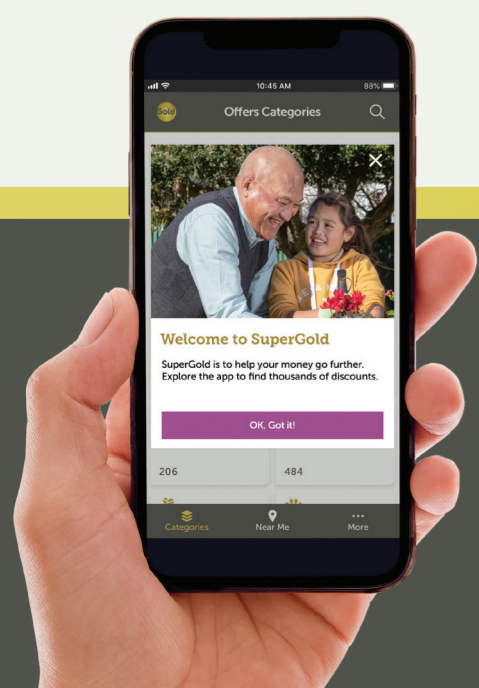 10:45 AM
88%
Gold
Offers Categories
Welcome to SuperGold
SuperGold is to help your money go further.
Explore the app to find thousands of discounts.
OK, Got it!
206
484
Categories
Near Me
More